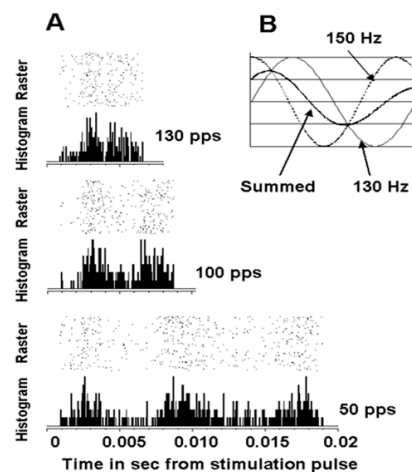 A
B
Raster
Histogram
130 pps
150 Hz
Summed
130 Hz
Raster
Histogram
100 pps
Raster
Histogram
50 pps
0 0.005 0.010 0.015 0.02
Time in sec from stimulation pulse